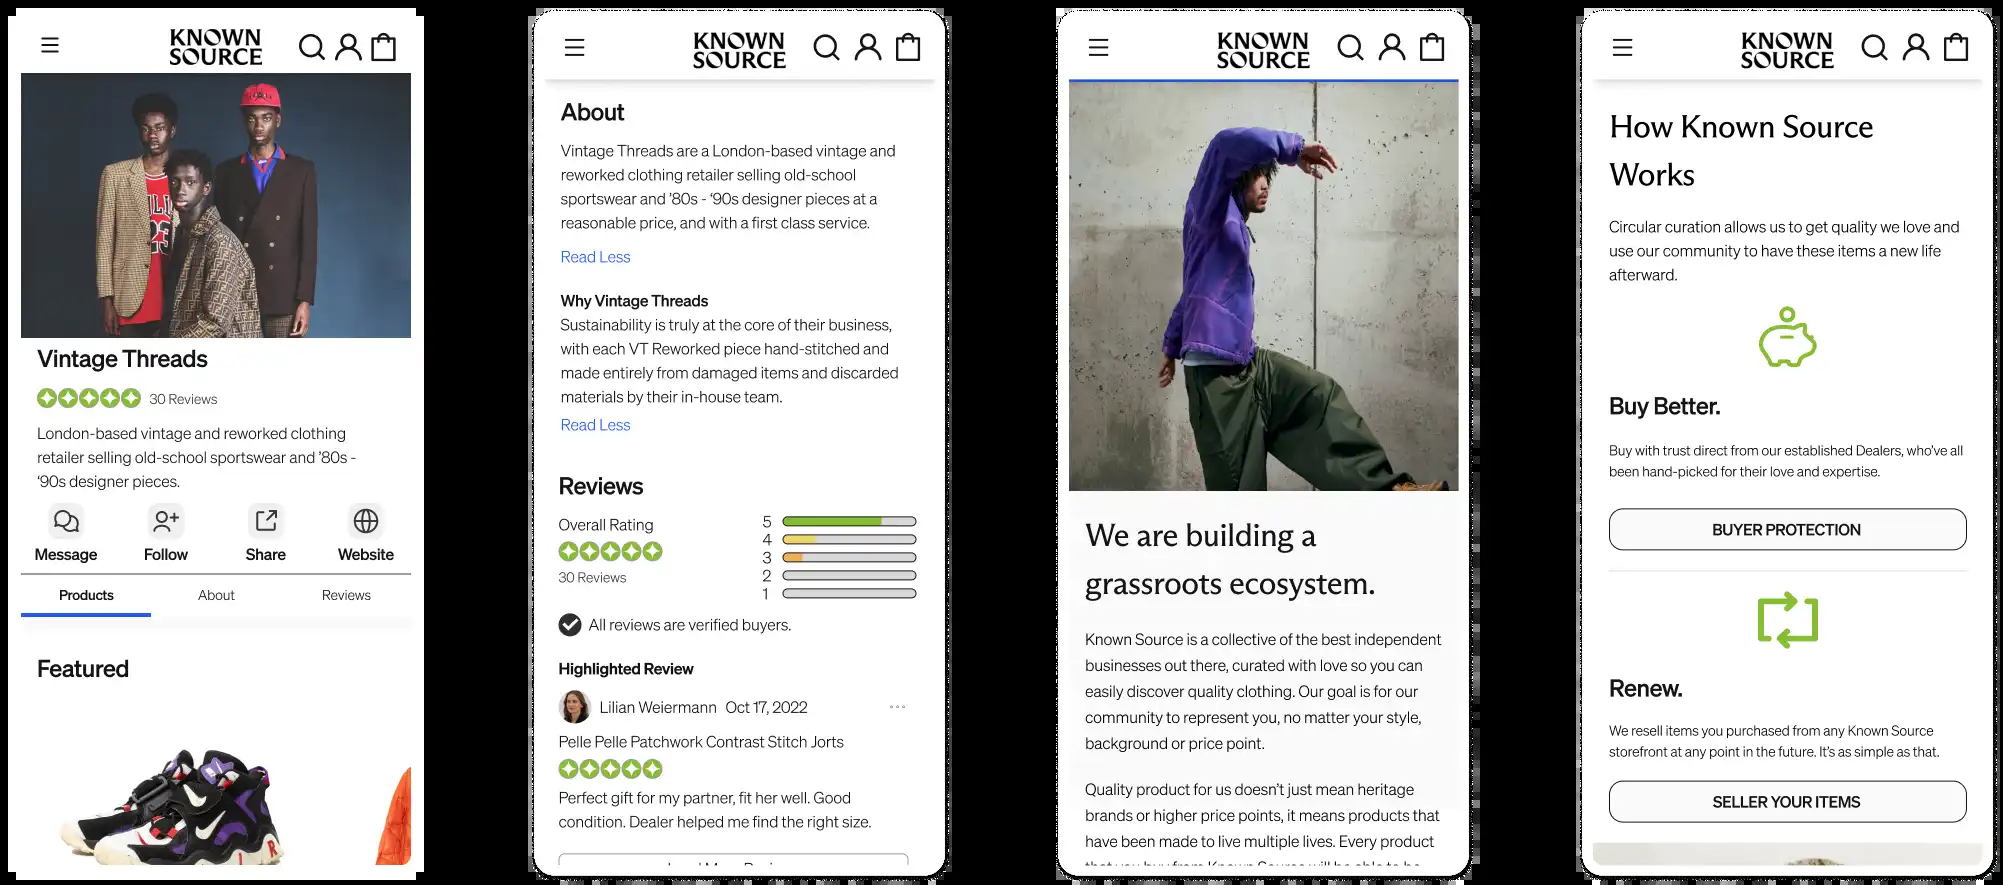 KNOWN
SOURCE
Vintage Threads
30 Reviews
London-based vintage and reworked clothing
retailer selling old-school sportswear and ’80s -
‘90s designer pieces.
Message Follow Share Website
Products About Reviews
Featured
KNOWN
SOURCE
About
Vintage Threads are a London-based vintage and
reworked clothing retailer selling old-school
sportswear and ’80s - ‘90s designer pieces at a
reasonable price, and with a first class service.
Read Less
Why Vintage Threads
Sustainability is truly at the core of their business,
with each VT Reworked piece hand-stitched and
made entirely from damaged items and discarded
materials by their in-house team.
Read Less
Reviews
Overall Rating
30 Reviews
5
4
3
2
1
All reviews are verified buyers.
Highlighted Review
Lilian Weiermann Oct 17, 2022
Pelle Pelle Patchwork Contrast Stitch Jorts
Perfect gift for my partner, fit her well. Good
condition. Dealer helped me find the right size.
KNOWN
SOURCE
We are building a
grassroots ecosystem.
Known Source is a collective of the best independent
businesses out there, curated with love so you can
easily discover quality clothing. Our goal is for our
community to represent you, no matter your style,
background or price point.
Quality product for us doesn’t just mean heritage
brands or higher price points, it means products that
have been made to live multiple lives. Every product
that you buy from Known Source will be able to be
KNOWN
SOURCE
How Known Source
Works
Circular curation allows us to get quality we love and
use our community to have these items a new life
afterward.
Buy Better.
Buy with trust direct from our established Dealers, who’ve all
been hand-picked for their love and expertise.
BUYER PROTECTION
Renew.
We resell items you purchased from any Known Source
storefront at any point in the future. It’s as simple as that.
SELLER YOUR ITEMS